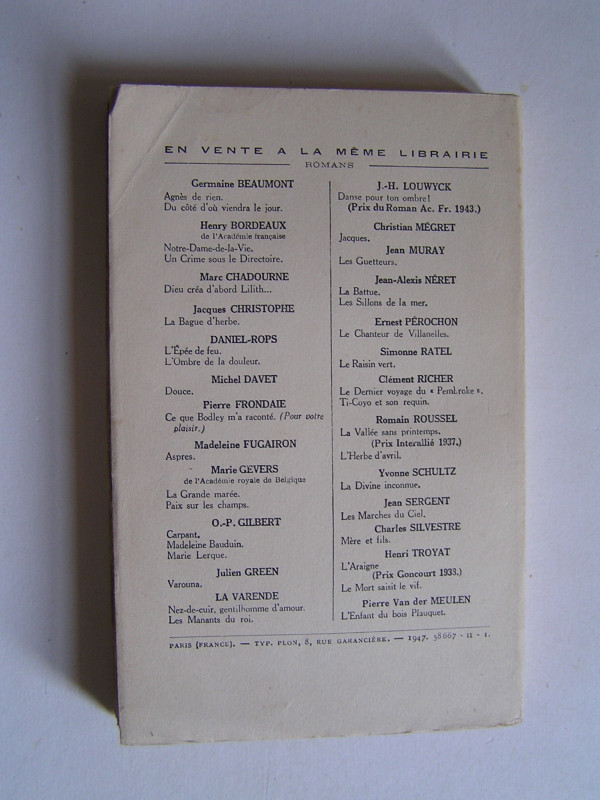 EN VENTE A LA MÊME LIBRAIRIE
ROMANS
Germaine BEAUMONT
Agnès de rien.
Du côté d'où viendra le jour.
Henry BORDEAUX
de l'Académie française
Notre-Dame-de-la-Vie.
Un Crime sous le Directoire.
Marc CHADOURNE
Dieu créa d'abord Lilith...
Jacques CHRISTOPHE
La Bague d'herbe.
DANIEL-ROPS
L'Épée de feu.
L'Ombre de la douleur.
Michel DAVET
Douce.
Pierre FRONDAIE
Ce que Bodley m'a raconté. (Pour votre
plaisir.)
Madeleine FUGAIRON
Aspres.
Marie GEVERS
de l'Académie royale de Belgique
La Grande marée.
Paix sur les champs.
O.-P. GILBERT
Carpant.
Madeleine Bauduin.
Marie Lerque.
Julien GREEN
Varouna.
LA VARENDE
Nez-de-cuir, gentilhomme d'amour.
Les Manants du roi.
J.-H. LOUWYCK
Danse pour ton ombre!
(Prix du Roman Ac. Fr. 1943.)
Christian MÉGRET
Jacques.
Jean MURAY
Les Guetteurs.
Jean-Alexis NÉRET
La Battue.
Les Sillons de la mer.
Ernest PÉROCHON
Le Chanteur de Villanelles.
Simonne RATEL
Le Raisin vert.
Clément RICHER
Le Dernier voyage du « Pembroke ».
Ti-Coyo et son requin.
Romain ROUSSEL
La Vallée sans printemps.
(Prix Interallié 1937.)
L'Herbe d'avril.
Yvonne SCHULTZ
La Divine inconnue.
Jean SERGENT
Les Marches du Ciel.
Charles SILVESTRE
Mère et fils.
Henri TROYAT
L'Araigne
(Prix Goncourt 1938.)
Le Mort saisit le vif.
Pierre Van der MEULEN
L'Enfant du bois Plauquet.
PARIS (FRANCE). — TYP. PLON, 8, RUE GARANCIÈRE. — 1947. 58667 - II - 1.